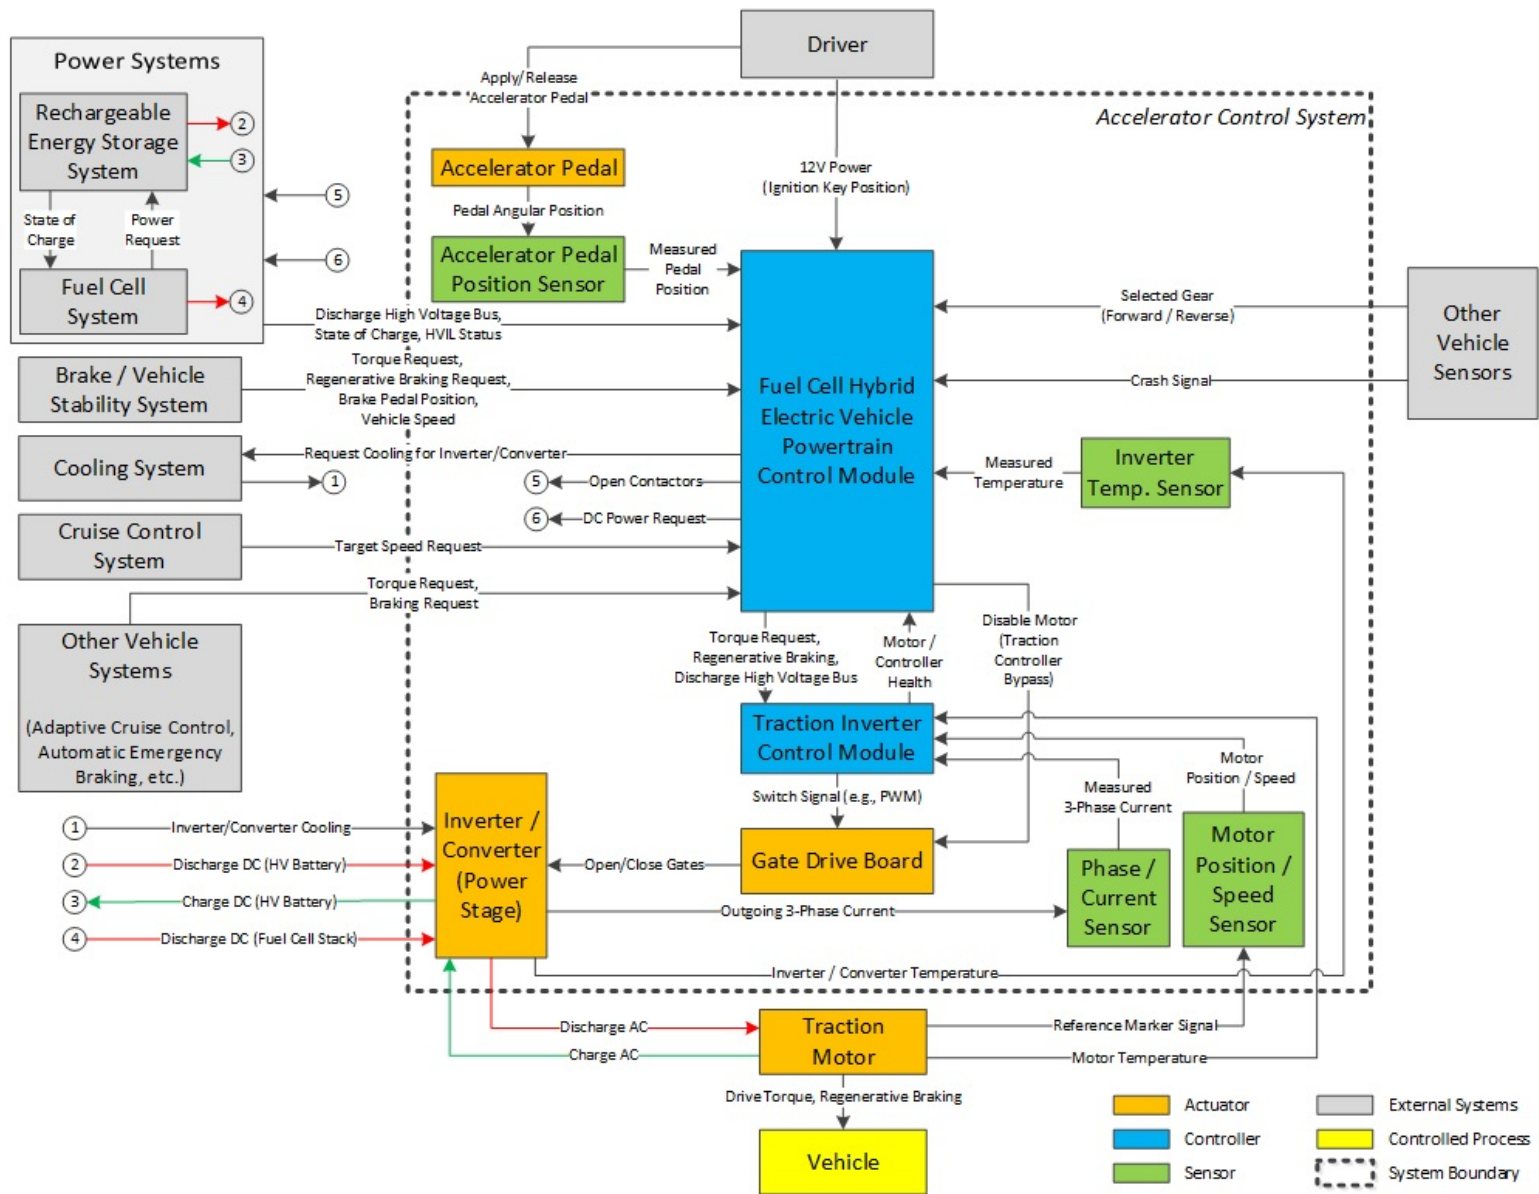 Driver
Power Systems
Rechargeable
Energy Storage
System
2
3
State of
Charge
Power
Request
Fuel Cell
System
4
5
6
Apply/Release
Accelerator Pedal
Accelerator Control System
Accelerator Pedal
12V Power
(Ignition Key Position)
Pedal Angular Position
Accelerator Pedal
Position Sensor
Measured
Pedal
Position
Discharge High Voltage Bus,
State of Charge, HVIL Status
Selected Gear
(Forward / Reverse)
Other
Vehicle
Sensors
Crash Signal
Brake / Vehicle
Stability System
Torque Request,
Regenerative Braking Request,
Brake Pedal Position,
Vehicle Speed
Fuel Cell Hybrid
Electric Vehicle
Powertrain
Control Module
Cooling System
1
Request Cooling for Inverter/Converter
5
Open Contactors
6
DC Power Request
Measured
Temperature
Inverter
Temp. Sensor
Cruise Control
System
Target Speed Request
Torque Request,
Braking Request
Other Vehicle
Systems
(Adaptive Cruise Control,
Automatic Emergency
Braking, etc.)
Torque Request,
Regenerative Braking,
Discharge High Voltage Bus
Motor /
Controller
Health
Disable Motor
(Traction
Controller
Bypass)
Traction Inverter
Control Module
Switch Signal (e.g., PWM)
Measured
3-Phase Current
Motor
Position / Speed
1
Inverter/Converter Cooling
2
Discharge DC (HV Battery)
3
Charge DC (HV Battery)
4
Discharge DC (Fuel Cell Stack)
Inverter /
Converter
(Power
Stage)
Open/Close Gates
Gate Drive Board
Phase /
Current
Sensor
Motor
Position /
Speed
Sensor
Outgoing 3-Phase Current
Inverter / Converter Temperature
Discharge AC
Charge AC
Traction
Motor
Reference Marker Signal
Motor Temperature
Drive Torque, Regenerative Braking
Vehicle
Actuator
Controller
Sensor
External Systems
Controlled Process
System Boundary